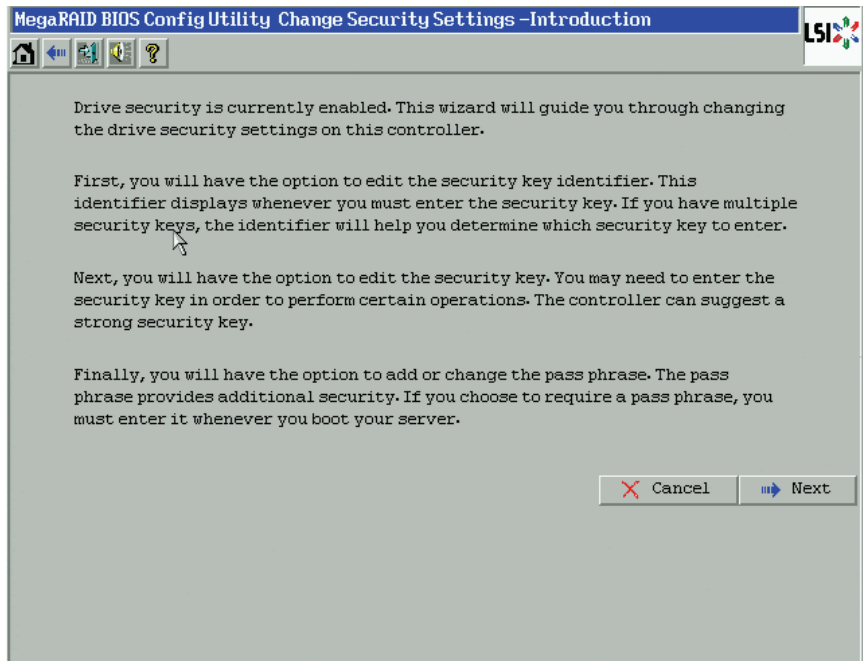 MegaRAID BIOS Config Utility Change Security Settings -Introduction
LSI
?
Drive security is currently enabled. This wizard will guide you through changing
the drive security settings on this controller.
First, you will have the option to edit the security key identifier. This
identifier displays whenever you must enter the security key. If you have multiple
security keys, the identifier will help you determine which security key to enter.
Next, you will have the option to edit the security key. You may need to enter the
security key in order to perform certain operations. The controller can suggest a
strong security key.
Finally, you will have the option to add or change the pass phrase. The pass
phrase provides additional security. If you choose to require a pass phrase, you
must enter it whenever you boot your server.
Cancel
Next